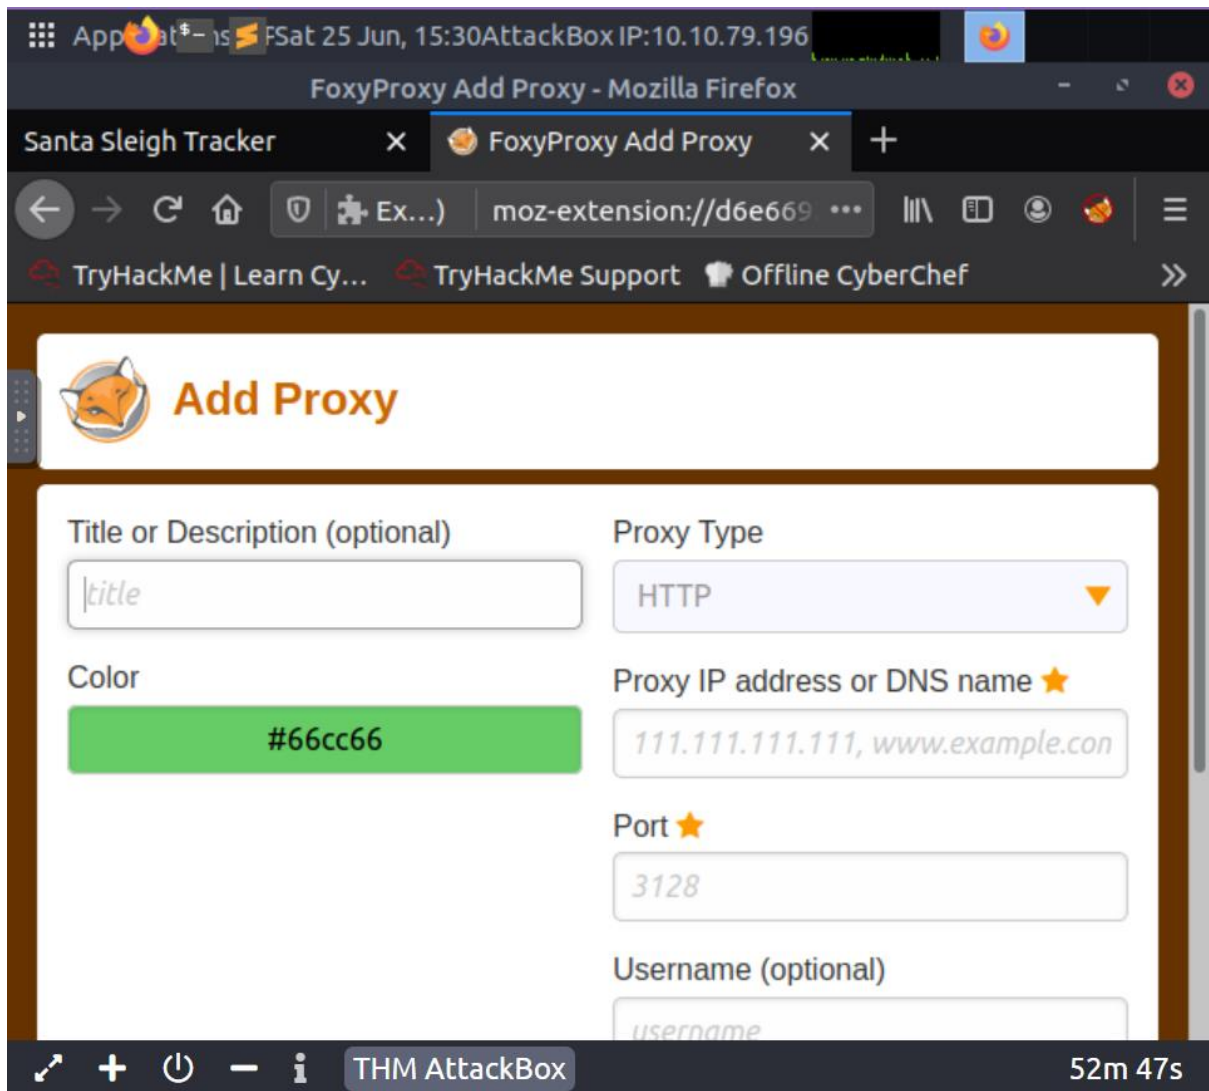 Sat 25 Jun, 15:30 AttackBox IP:10.10.79.196
FoxyProxy Add Proxy - Mozilla Firefox
Santa Sleigh Tracker
FoxyProxy Add Proxy
Ex...) moz-extension://d6e669
TryHackMe | Learn Cy...
TryHackMe Support
Offline CyberChef
Add Proxy
Title or Description (optional)
title
Proxy Type
HTTP
Color
#66cc66
Proxy IP address or DNS name
111.111.111.111, www.example.con
Port
3128
Username (optional)
username
THM AttackBox
52m 47s